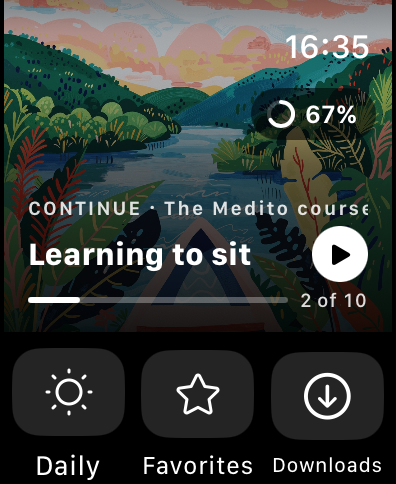 16:35
67%
CONTINUE · The Medito course
Learning to sit
2 of 10
Daily
Favorites
Downloads